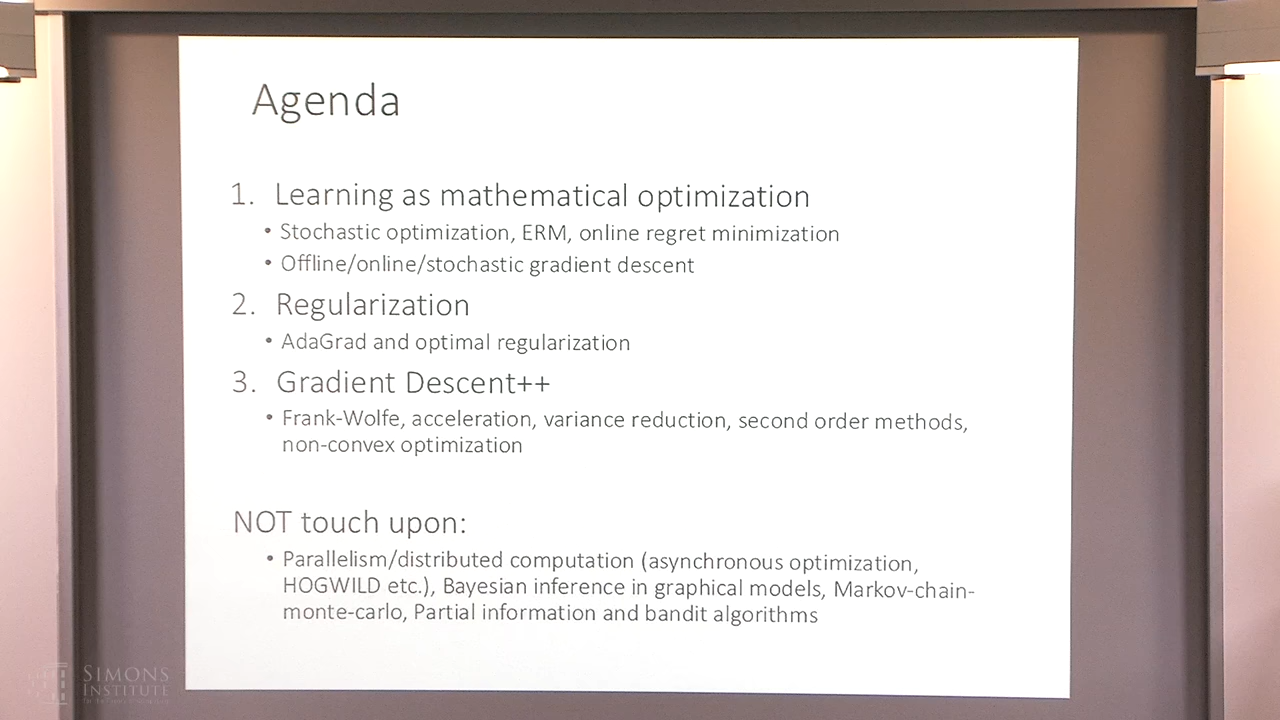 Agenda
1. Learning as mathematical optimization
• Stochastic optimization, ERM, online regret minimization
• Offline/online/stochastic gradient descent
2. Regularization
• AdaGrad and optimal regularization
3. Gradient Descent++
• Frank-Wolfe, acceleration, variance reduction, second order methods,
non-convex optimization
NOT touch upon:
• Parallelism/distributed computation (asynchronous optimization,
HOGWILD etc.), Bayesian inference in graphical models, Markov-chain-
monte-carlo, Partial information and bandit algorithms
SIMONS
INSTITUTE